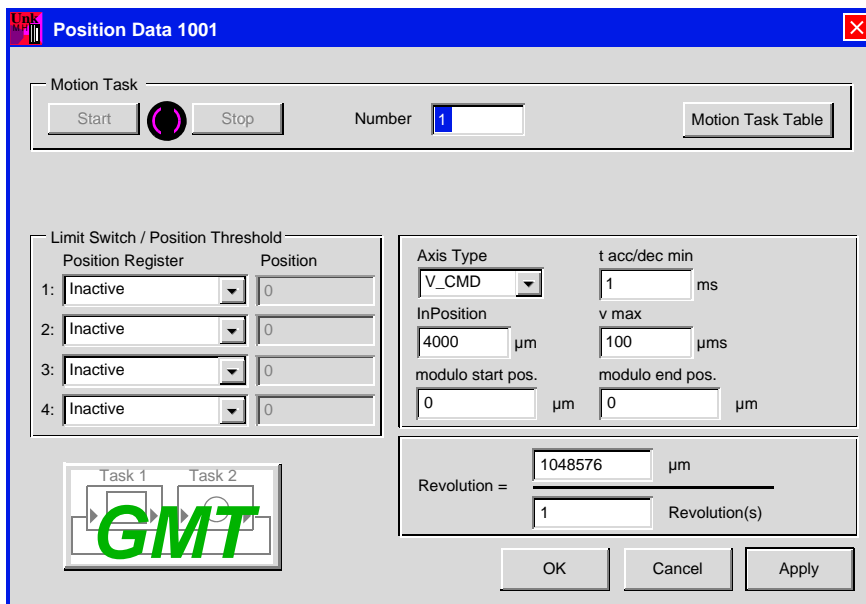 Unk
Position Data 1001
Motion Task
Start
Stop
Number
1
Motion Task Table
Limit Switch / Position Threshold
Position Register
Position
1:
Inactive
0
2:
Inactive
0
3:
Inactive
0
4:
Inactive
0
Axis Type
t acc/dec min
V_CMD
1
ms
InPosition
v max
4000
µm
100
µms
modulo start pos.
modulo end pos.
0
µm
0
µm
Revolution =
1048576
µm
1
Revolution(s)
Task 1
Task 2
GMT
OK
Cancel
Apply